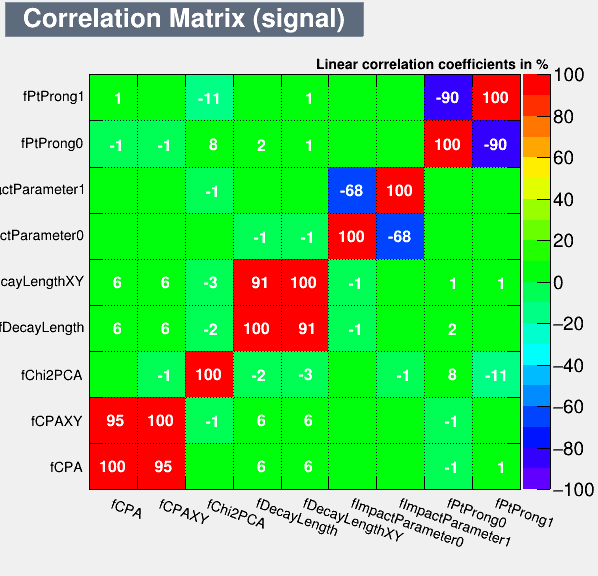 Correlation Matrix (signal)
Linear correlation coefficients in %
fPtProng1 1 -11 1 -90 100
fPtProng0 -1 -1 8 2 1 100 -90
actParameter1 -1 -68 100
ctParameter0 -1 -1 100 -68
cayLengthXY 6 6 -3 91 100 -1 1 1
fDecayLength 6 6 -2 100 91 -1 2
fChi2PCA -1 100 -2 -3 -1 8 -11
fCPAXY 95 100 -1 6 6 -1
fCPA 100 95 6 6 -1 1
fCPA fCPAXY fChi2PCA fDecayLength fDecayLengthXY fImpactParameter0 fImpactParameter1 fPtProng0 fPtProng1
100
80
60
40
20
0
−20
−40
−60
−80
−100